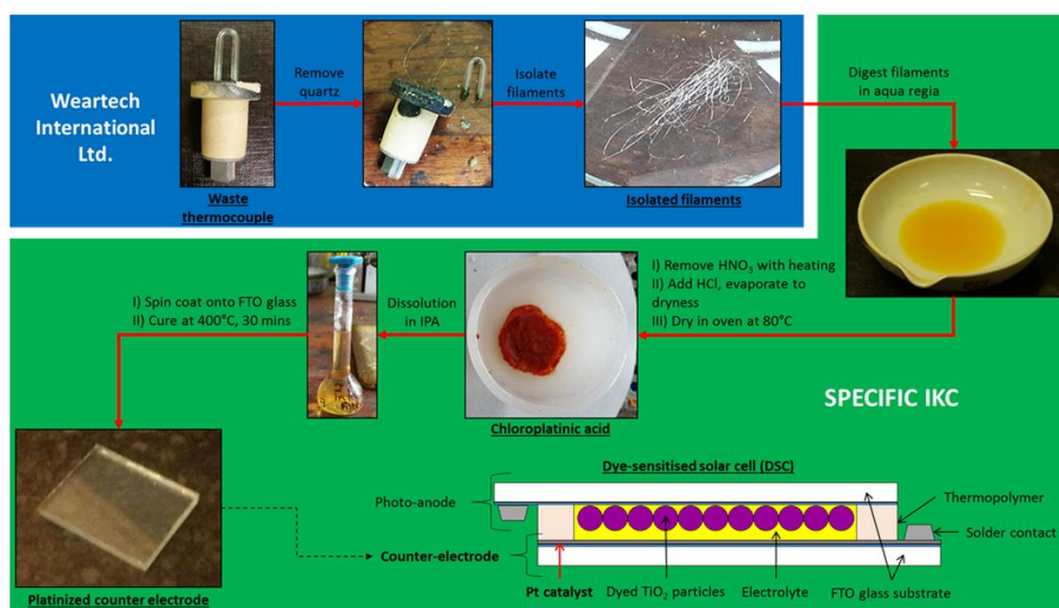 Weartech
International
Ltd.
Remove
quartz
Isolate
filaments
Digest filaments
in aqua regia
Waste
thermocouple
Isolated filaments
I) Spin coat onto FTO glass
II) Cure at 400°C, 30 mins
Dissolution
in IPA
I) Remove HNO₃ with heating
II) Add HCl, evaporate to
dryness
III) Dry in oven at 80°C
Chloroplatinic acid
SPECIFIC IKC
Dye-sensitised solar cell (DSC)
Photo-anode
Thermopolymer
Solder contact
Counter-electrode
Pt catalyst
Dyed TiO₂ particles
Electrolyte
FTO glass substrate
Platinized counter electrode